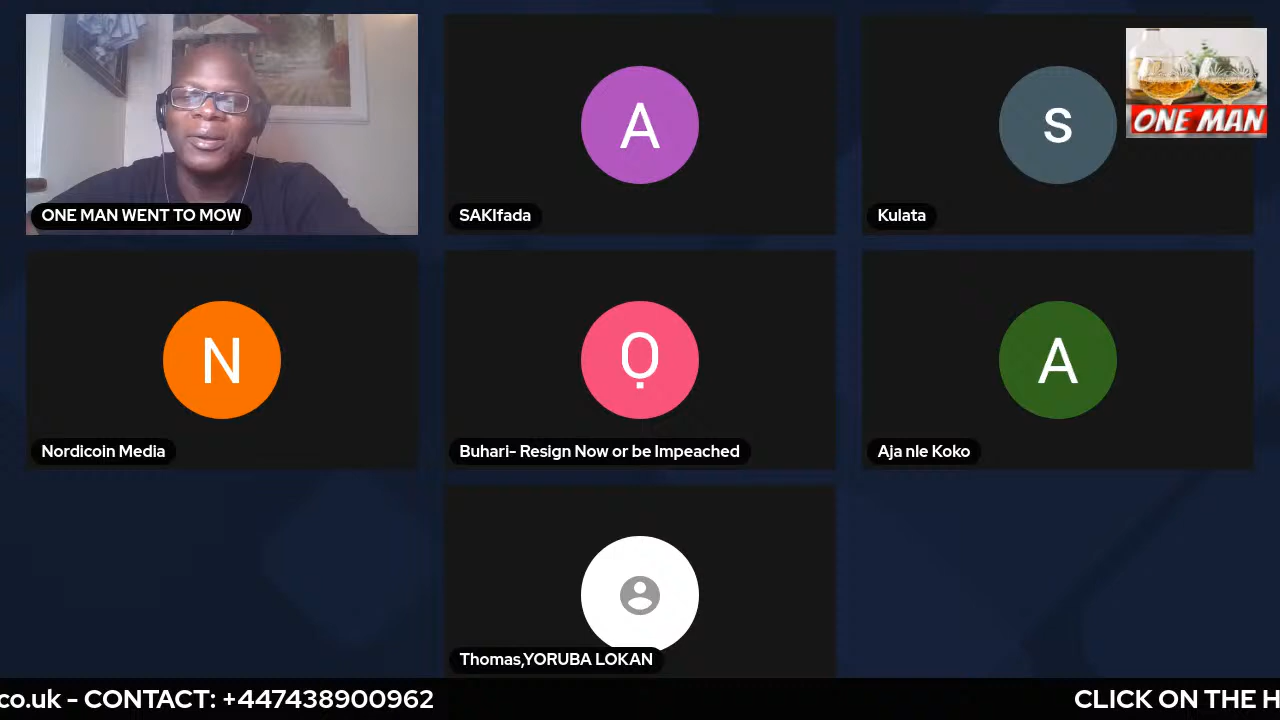 A
S
ONE MAN
ONE MAN WENT TO MOW
SAKIfada
Kulata
N
Ọ
A
Nordicoin Media
Buhari- Resign Now or be Impeached
Aja nle Koko
Thomas,YORUBA LOKAN
co.uk - CONTACT: +447438900962
CLICK ON THE H